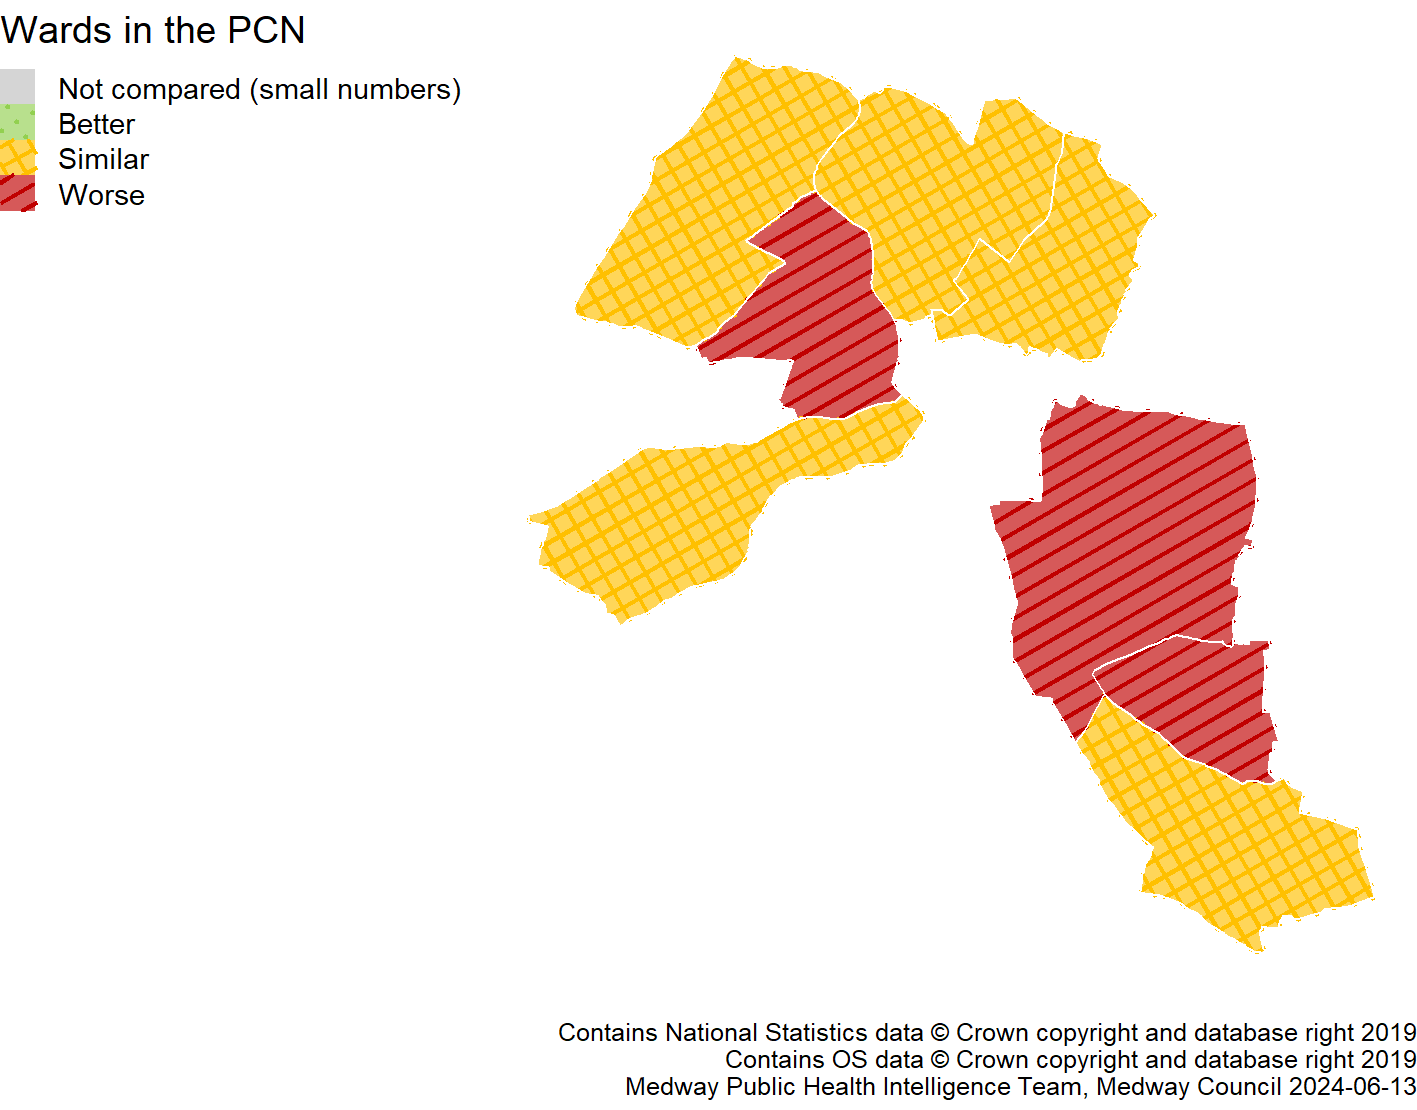 Wards in the PCN
Not compared (small numbers)
Better
Similar
Worse
Contains National Statistics data © Crown copyright and database right 2019
Contains OS data © Crown copyright and database right 2019
Medway Public Health Intelligence Team, Medway Council 2024-06-13